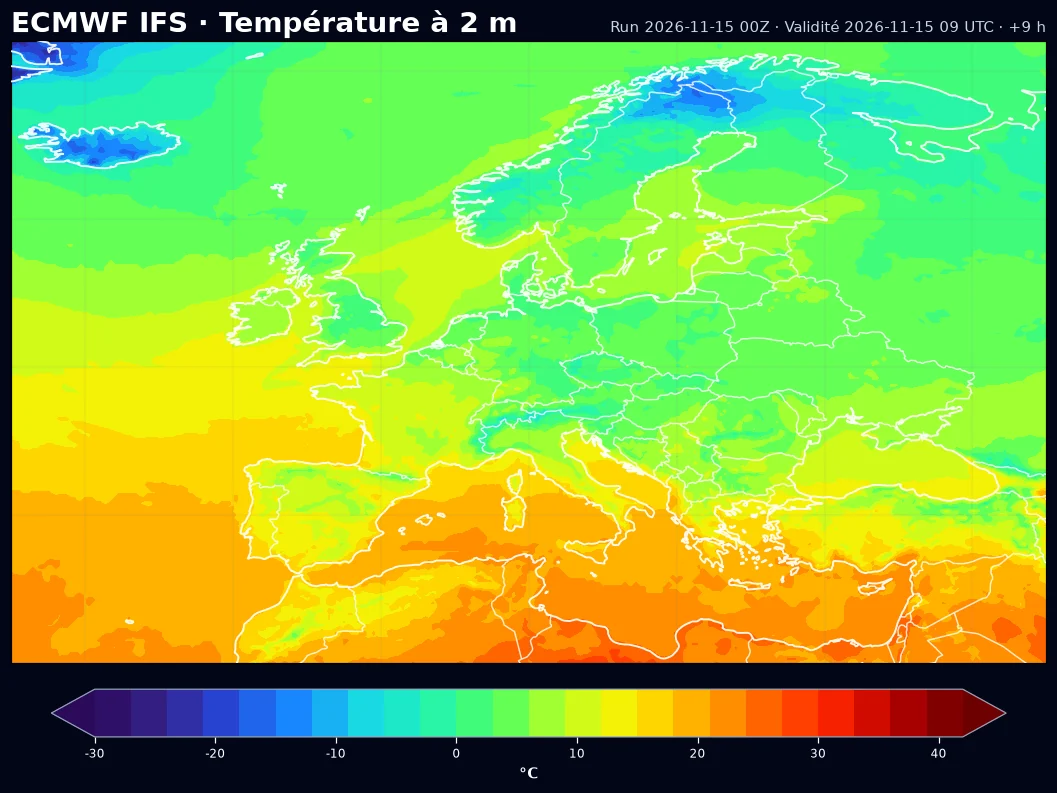 ECMWF IFS · Température à 2 m
Run 2026-11-15 00Z · Validité 2026-11-15 09 UTC · +9 h
-30 -20 -10 0 10 20 30 40
°C